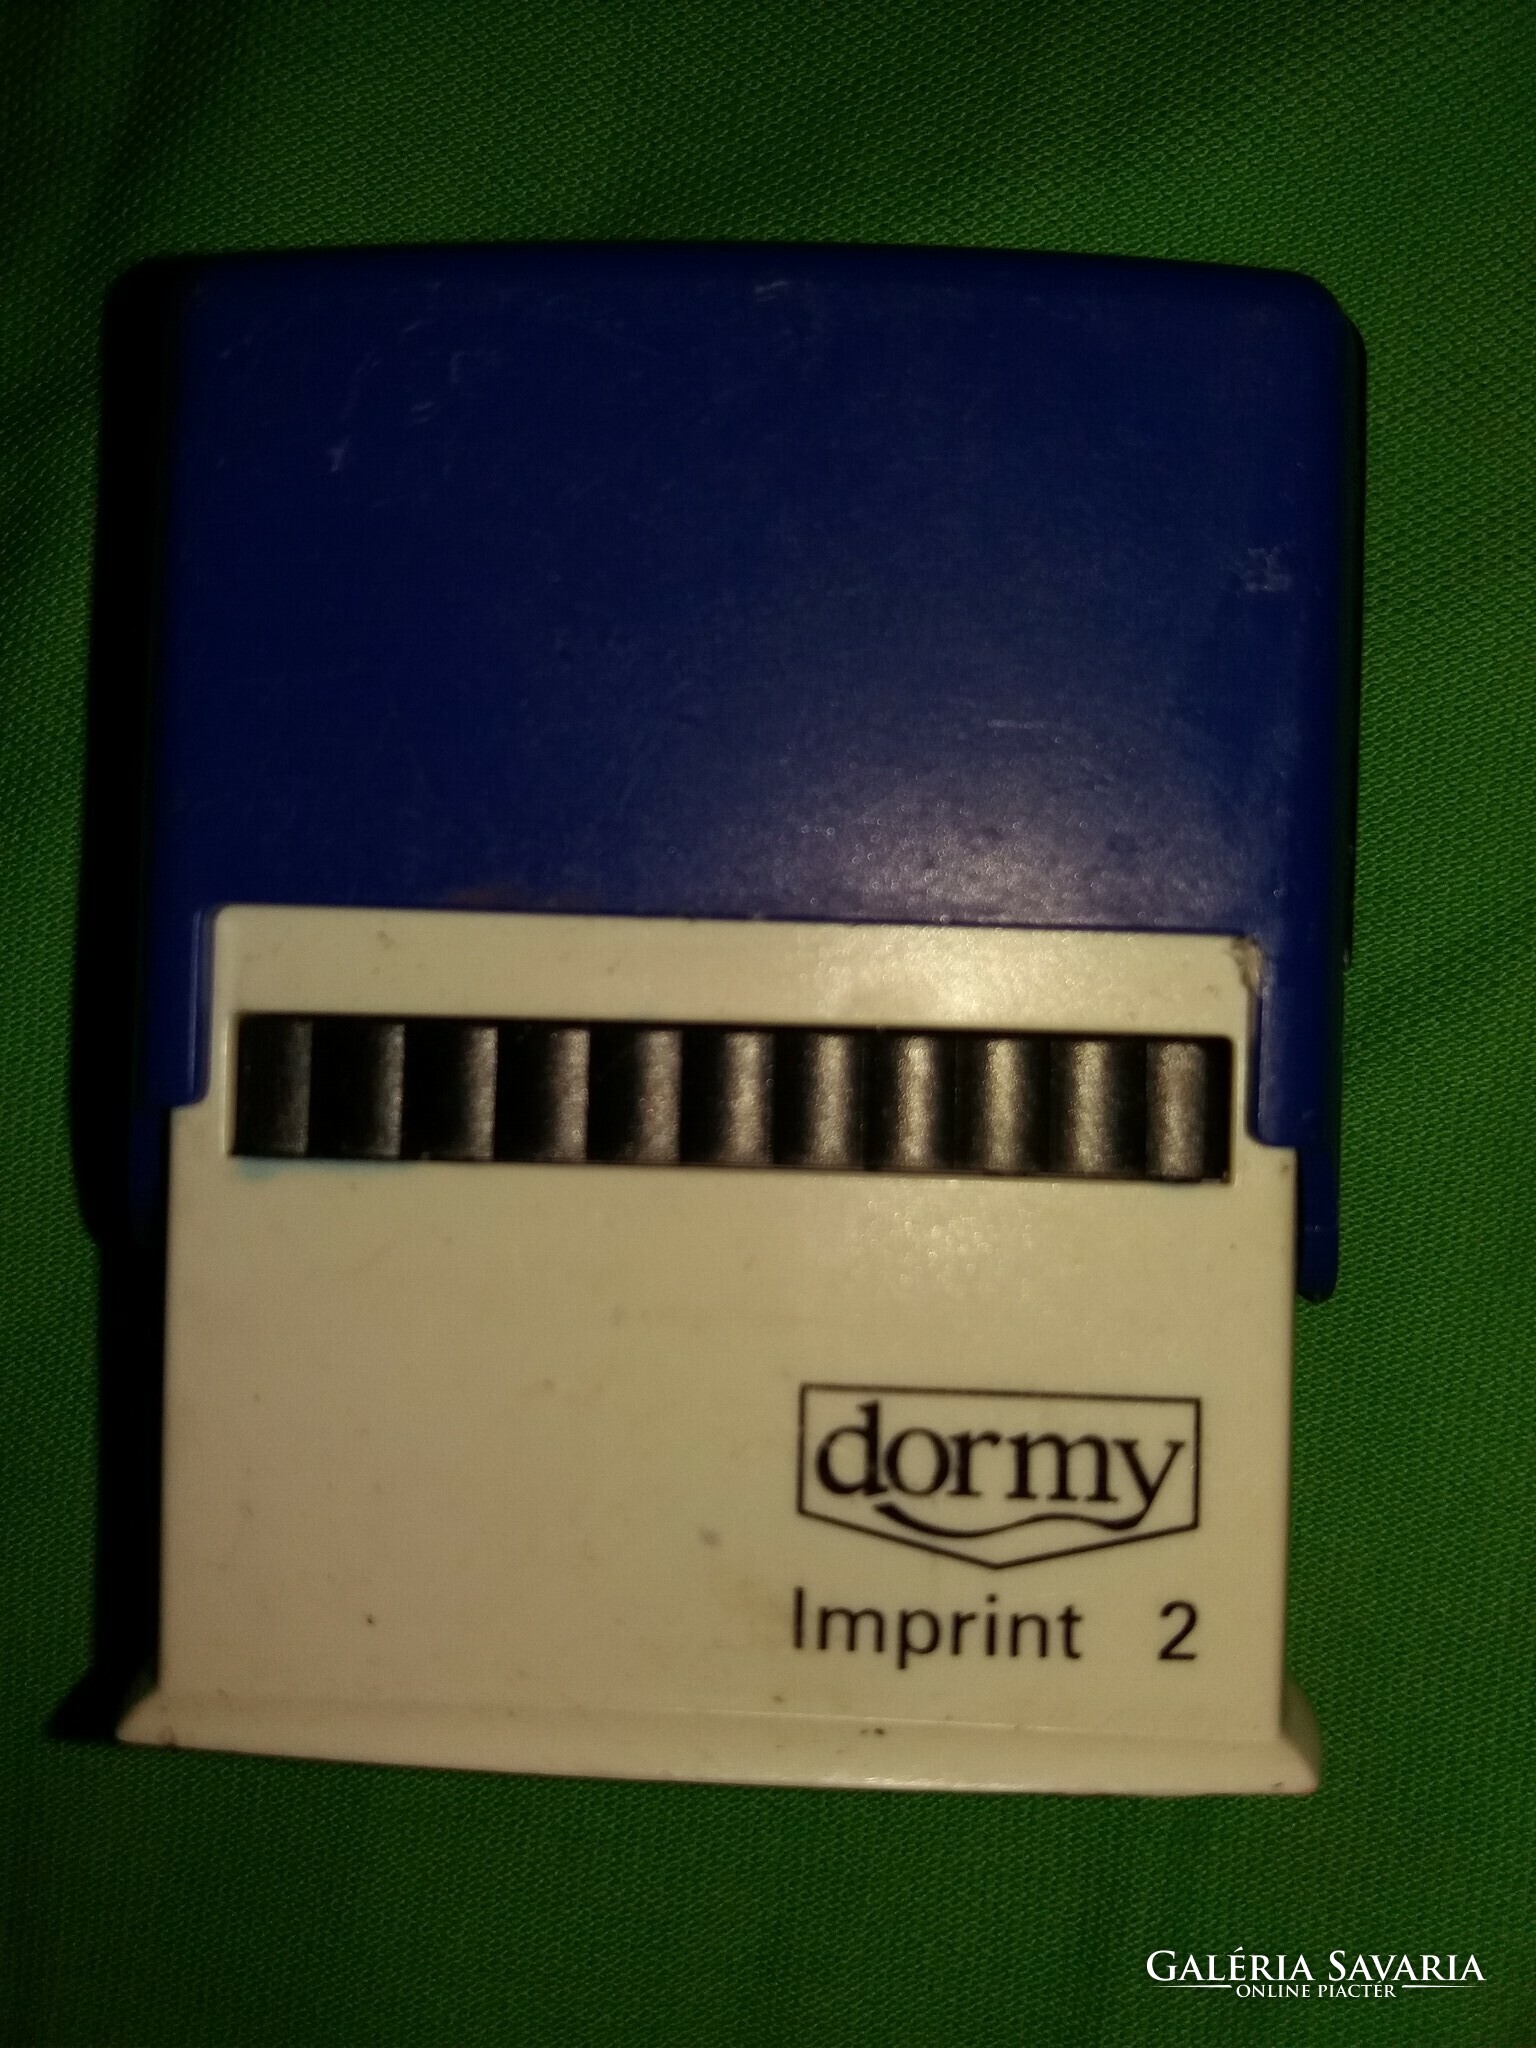 dormy
Imprint 2
GALÉRIA SAVARIA
ONLINE PIACTÉR